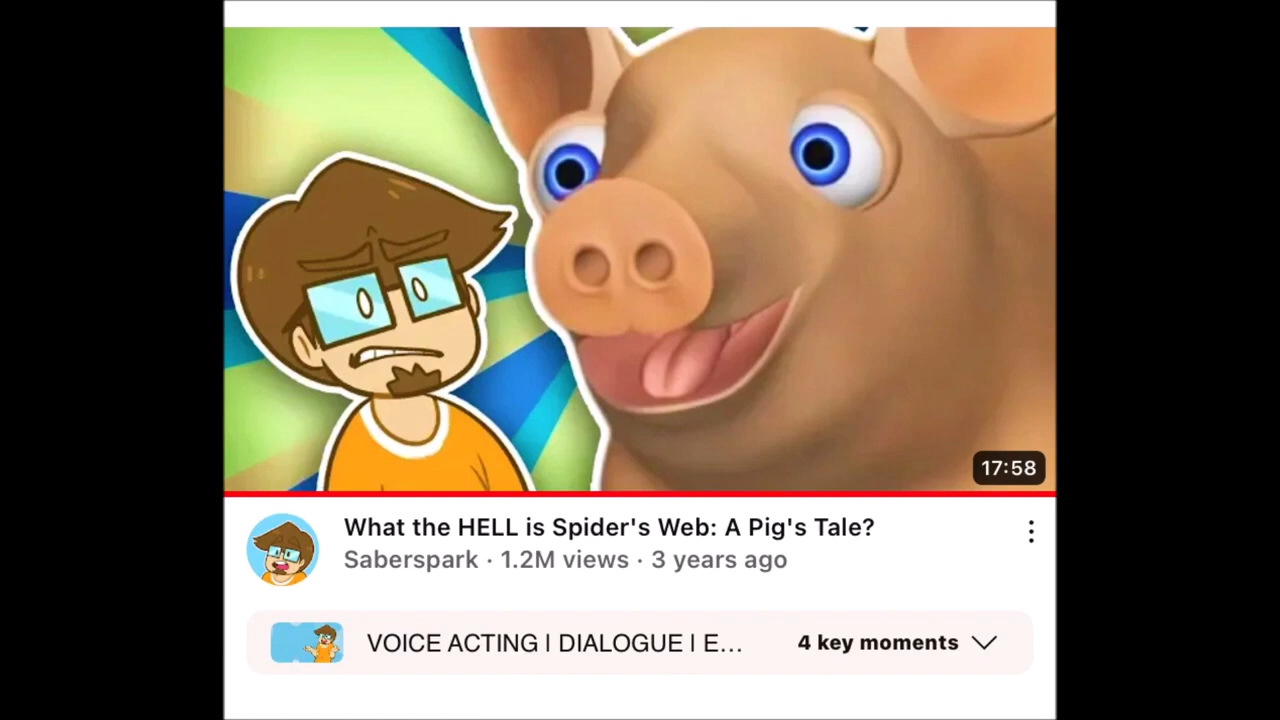 17:58
What the HELL is Spider's Web: A Pig's Tale?
Saberspark · 1.2M views · 3 years ago
VOICE ACTING | DIALOGUE | E... 4 key moments